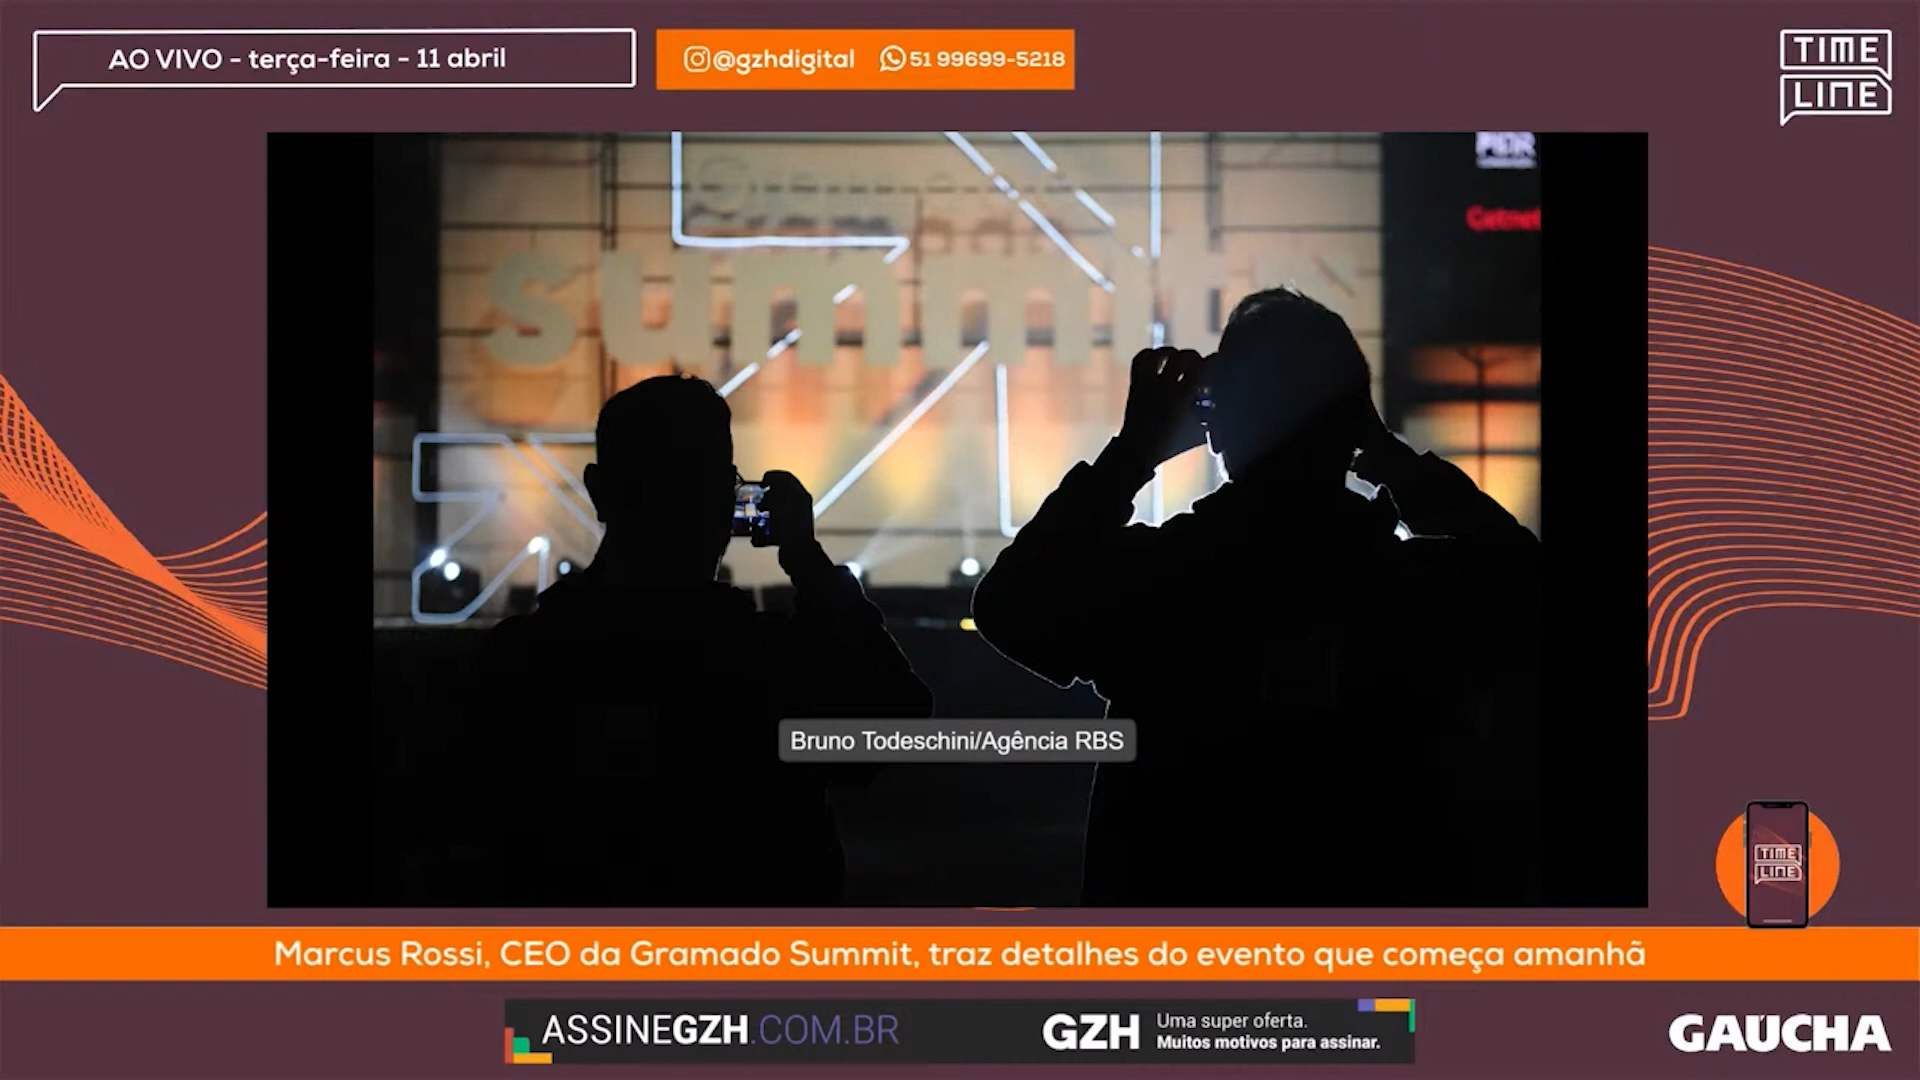 AO VIVO - terça-feira - 11 abril
@gzhdigital
51 99699-5218
TIME
LINE
summit
Getnet
Bruno Todeschini/Agência RBS
TIME
LINE
Marcus Rossi, CEO da Gramado Summit, traz detalhes do evento que começa amanhã
ASSINEGZH.COM.BR
GZH
Uma super oferta.
Muitos motivos para assinar.
GAÚCHA